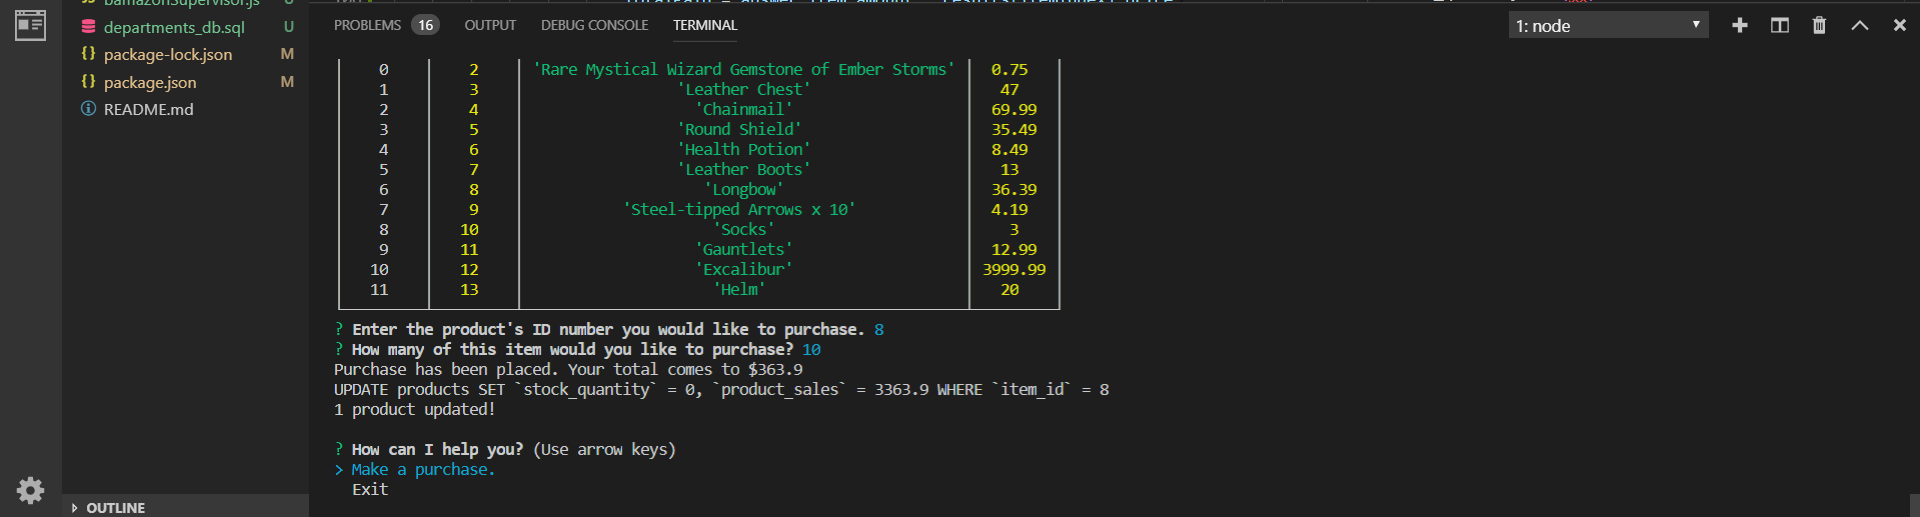 bamazonSupervisor.js U
departments_db.sql U
package-lock.json M
package.json M
README.md
OUTLINE
PROBLEMS 16 OUTPUT DEBUG CONSOLE TERMINAL 1: node
0 2 'Rare Mystical Wizard Gemstone of Ember Storms' 0.75
1 3 'Leather Chest' 47
2 4 'Chainmail' 69.99
3 5 'Round Shield' 35.49
4 6 'Health Potion' 8.49
5 7 'Leather Boots' 13
6 8 'Longbow' 36.39
7 9 'Steel-tipped Arrows x 10' 4.19
8 10 'Socks' 3
9 11 'Gauntlets' 12.99
10 12 'Excalibur' 3999.99
11 13 'Helm' 20
? Enter the product's ID number you would like to purchase. 8
? How many of this item would you like to purchase? 10
Purchase has been placed. Your total comes to $363.9
UPDATE products SET `stock_quantity` = 0, `product_sales` = 3363.9 WHERE `item_id` = 8
1 product updated!
? How can I help you? (Use arrow keys)
> Make a purchase.
Exit